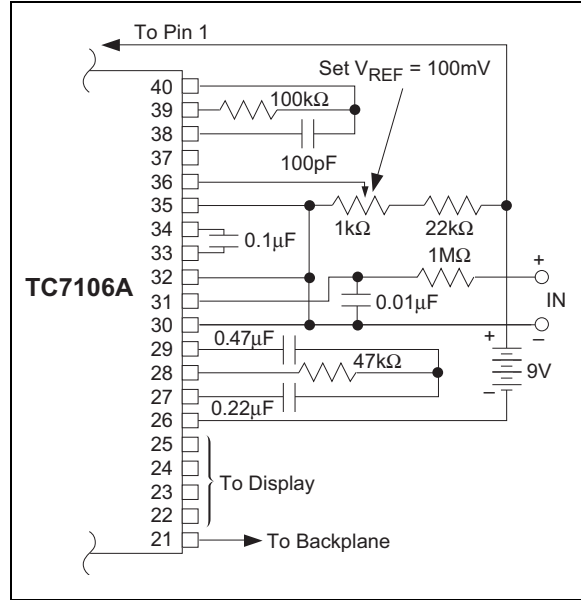 To Pin 1
Set VREF = 100mV
40
39
100kΩ
38
100pF
37
36
35
1kΩ
22kΩ
34
0.1μF
33
1MΩ
TC7106A
32
31
0.01μF
+
IN
–
30
29
0.47μF
28
47kΩ
27
0.22μF
26
+
9V
–
25
24
23
22
To Display
21
To Backplane